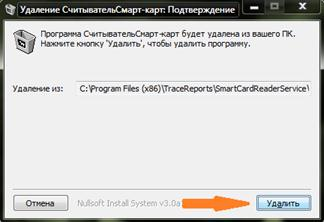 Удаление СчитывательСмарт-карт: Подтверждение
Программа СчитывательСмарт-карт будет удалена из вашего ПК.
Нажмите кнопку 'Удалить', чтобы удалить программу.
Удаление из:
C:\Program Files (x86)\TraceReports\SmartCardReaderService\
Отмена
Nullsoft Install System v3.0a
Удалить